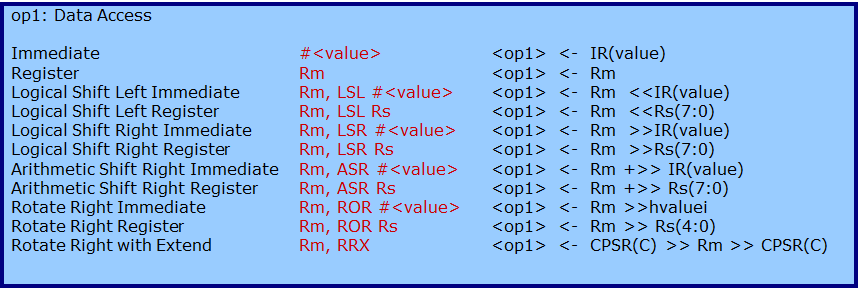 op1: Data Access
Immediate #<value> <op1> <- IR(value)
Register Rm <op1> <- Rm
Logical Shift Left Immediate Rm, LSL #<value> <op1> <- Rm <<IR(value)
Logical Shift Left Register Rm, LSL Rs <op1> <- Rm <<Rs(7:0)
Logical Shift Right Immediate Rm, LSR #<value> <op1> <- Rm >>IR(value)
Logical Shift Right Register Rm, LSR Rs <op1> <- Rm >>Rs(7:0)
Arithmetic Shift Right Immediate Rm, ASR #<value> <op1> <- Rm +>> IR(value)
Arithmetic Shift Right Register Rm, ASR Rs <op1> <- Rm +>> Rs(7:0)
Rotate Right Immediate Rm, ROR #<value> <op1> <- Rm >>hvaluei
Rotate Right Register Rm, ROR Rs <op1> <- Rm >> Rs(4:0)
Rotate Right with Extend Rm, RRX <op1> <- CPSR(C) >> Rm >> CPSR(C)